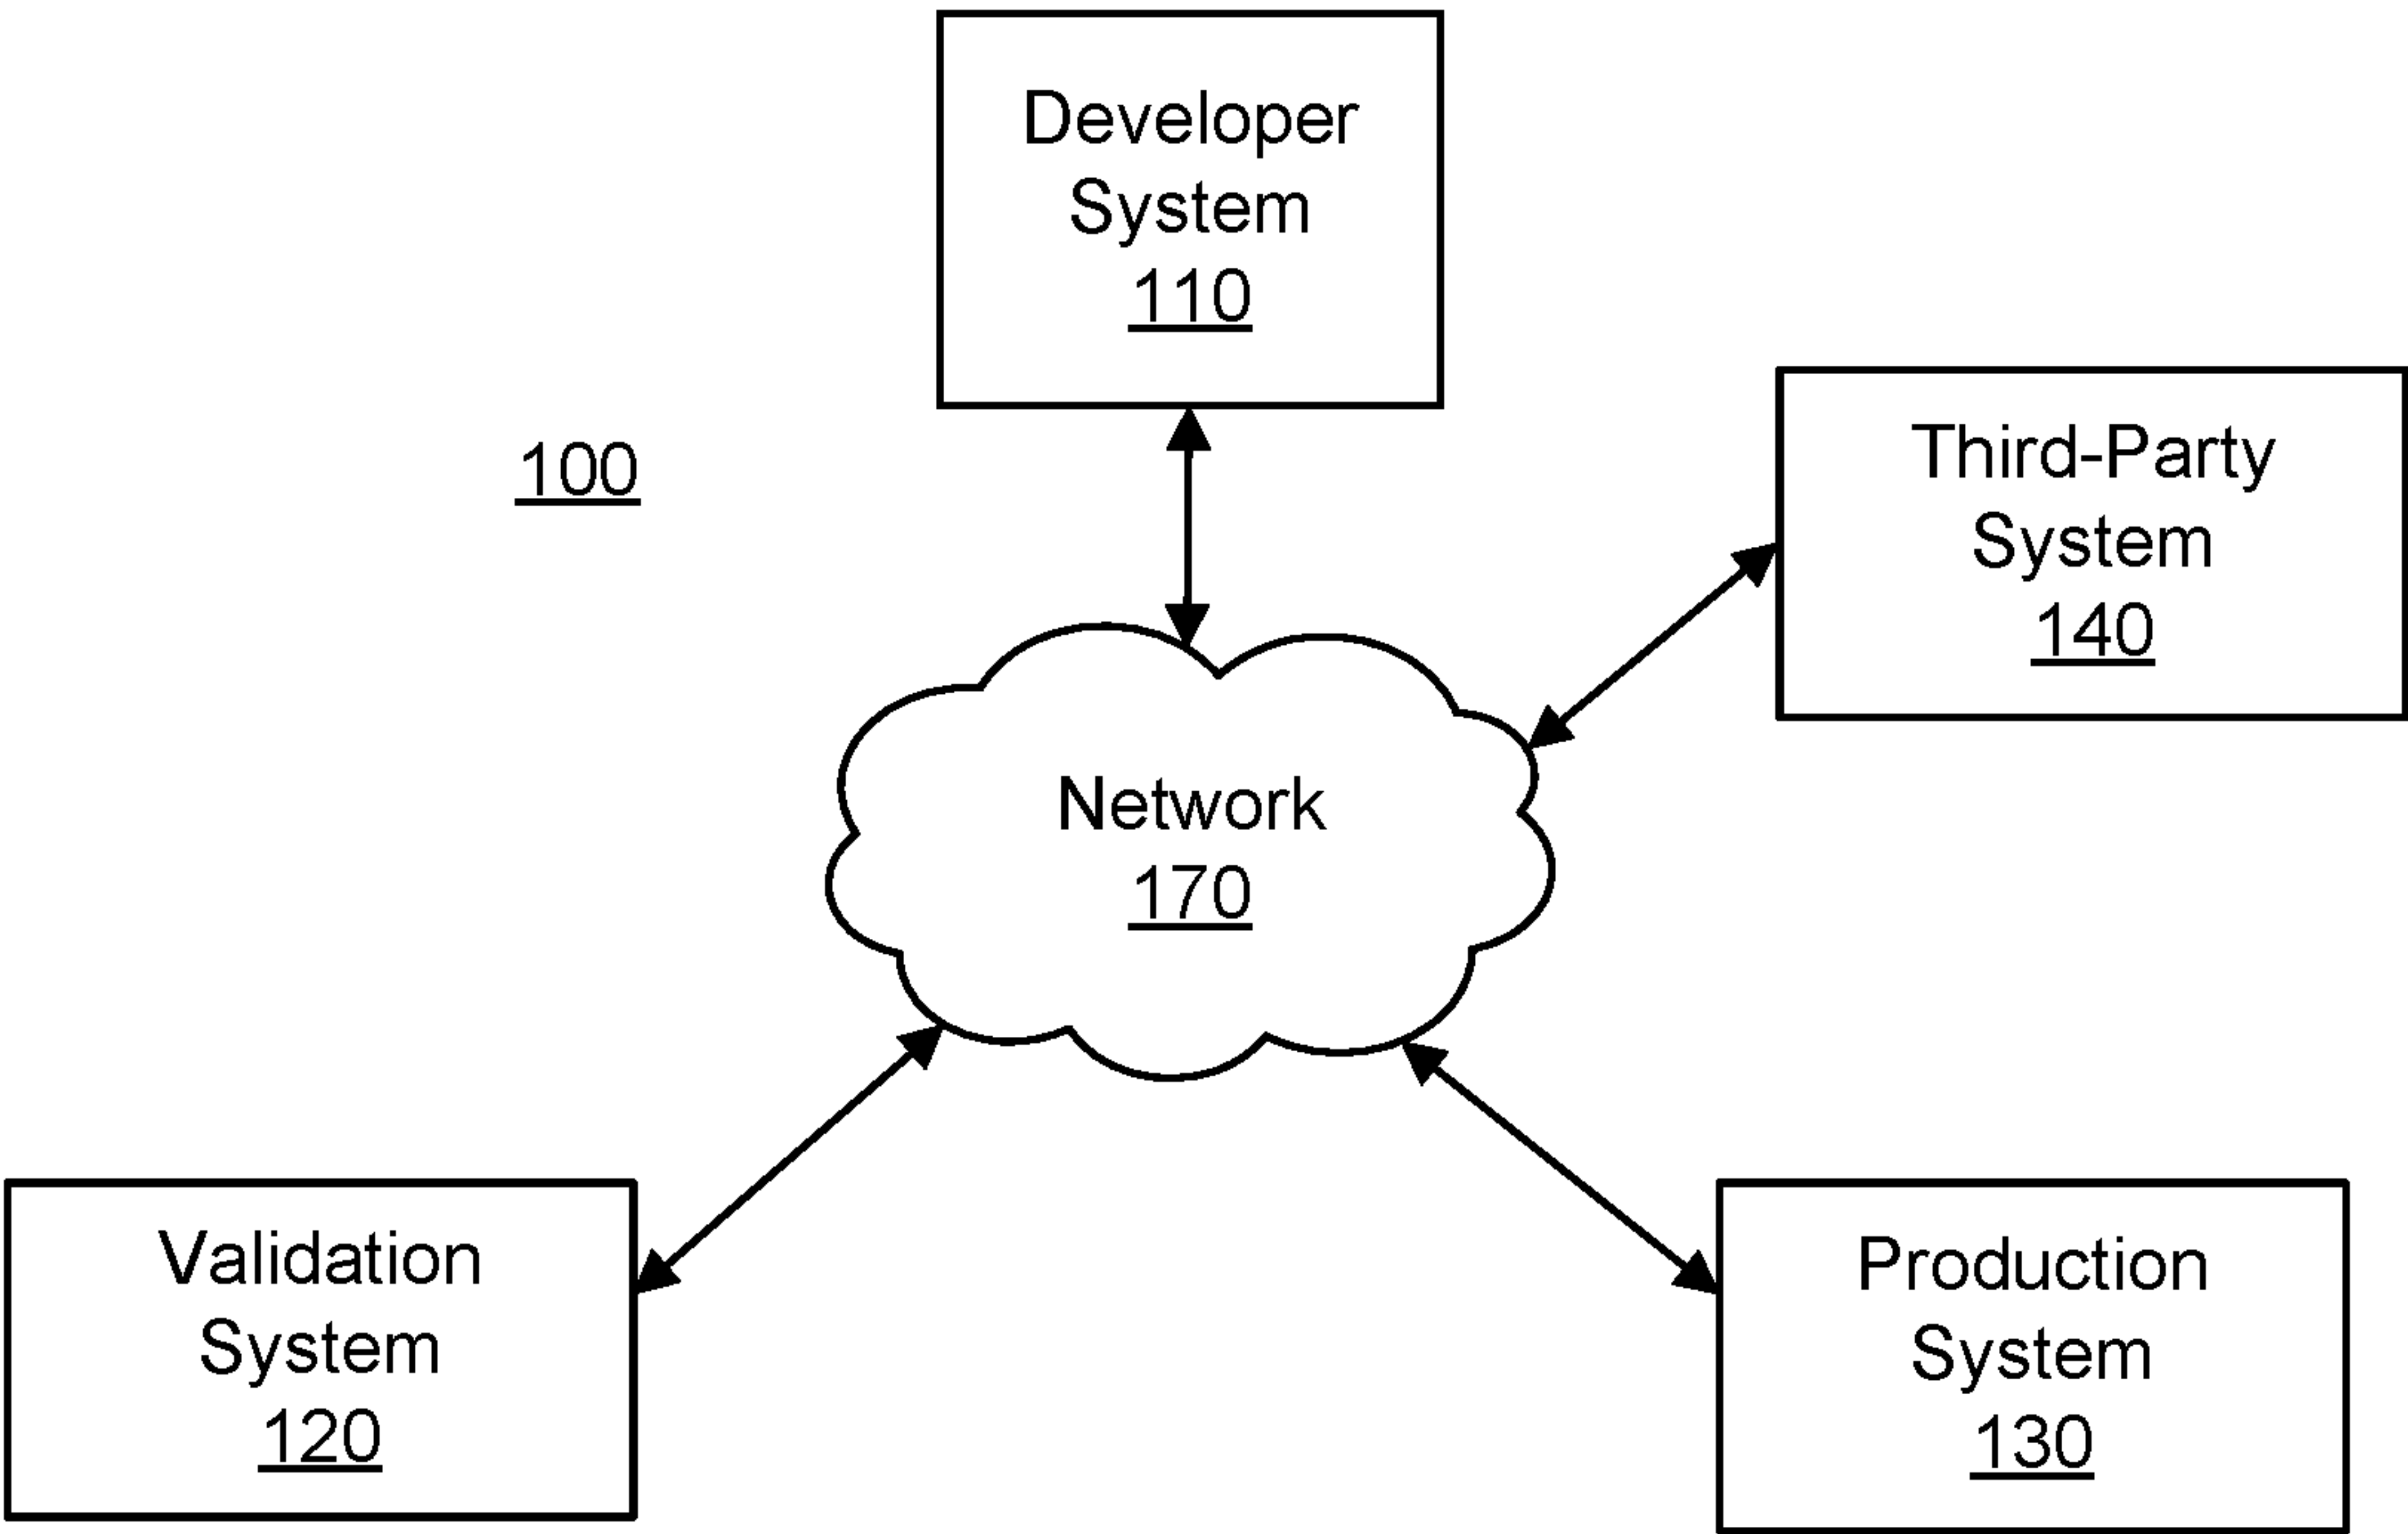 Developer
System
110
100
Third-Party
System
140
Network
170
Validation
System
120
Production
System
130